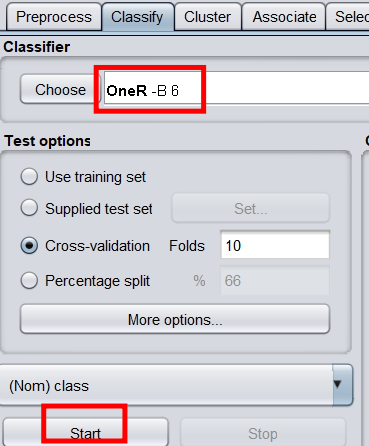 Preprocess Classify Cluster Associate Selec
Classifier
Choose OneR -B 6
Test options
Use training set
Supplied test set Set...
Cross-validation Folds 10
Percentage split % 66
More options...
(Nom) class
Start Stop